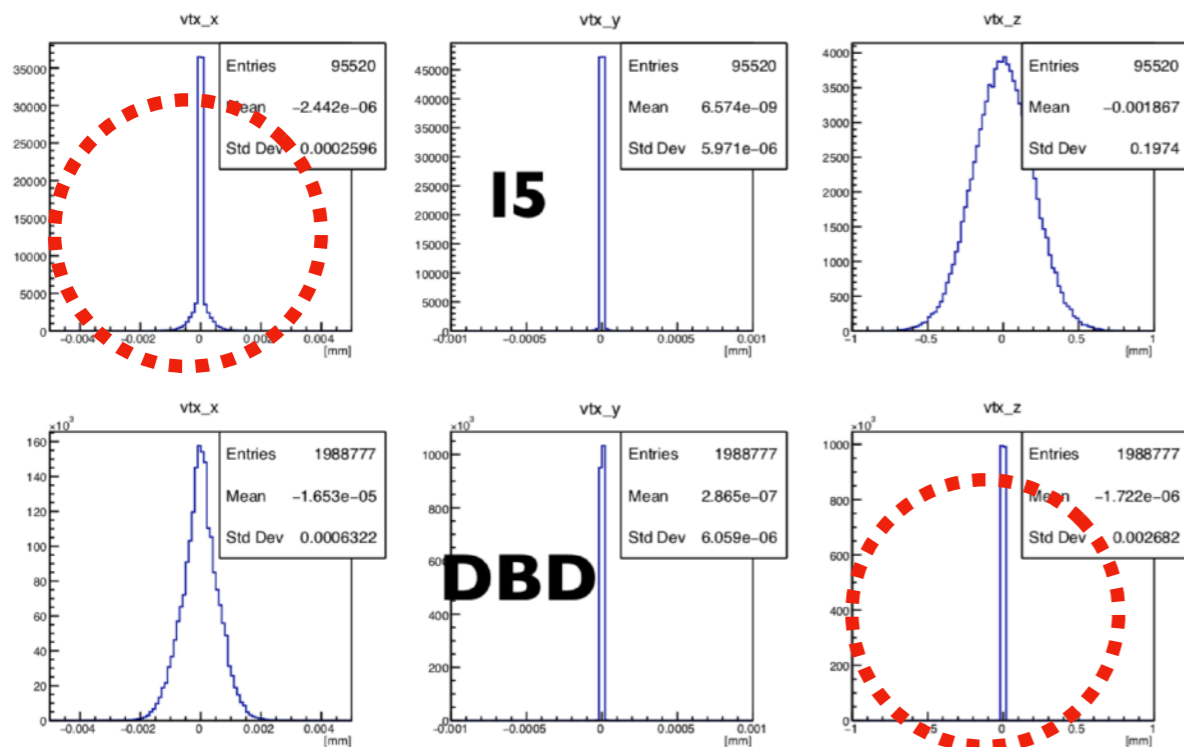 vtx_x
35000
30000
25000
20000
15000
10000
5000
0
Entries 95520
Mean −2.442e−06
Std Dev 0.0002596
−0.004 −0.002 0 0.002 0.004
[mm]
vtx_y
45000
40000
35000
30000
25000
20000
15000
10000
5000
0
Entries 95520
Mean 6.574e−09
Std Dev 5.971e−06
I5
−0.001 −0.0005 0 0.0005 0.001
[mm]
vtx_z
4000
3500
3000
2500
2000
1500
1000
500
0
Entries 95520
Mean −0.001867
Std Dev 0.1974
−1 −0.5 0 0.5 1
[mm]
vtx_x
×10³
160
140
120
100
80
60
40
20
0
Entries 1988777
Mean −1.653e−05
Std Dev 0.0006322
−0.004 −0.002 0 0.002 0.004
[mm]
vtx_y
×10³
1000
800
600
400
200
0
Entries 1988777
Mean 2.865e−07
Std Dev 6.059e−06
DBD
−0.001 −0.0005 0 0.0005 0.001
[mm]
vtx_z
×10³
1000
800
600
400
200
0
Entries 1988777
Mean −1.722e−06
Std Dev 0.002682
−1 0 0.5 1
[mm]